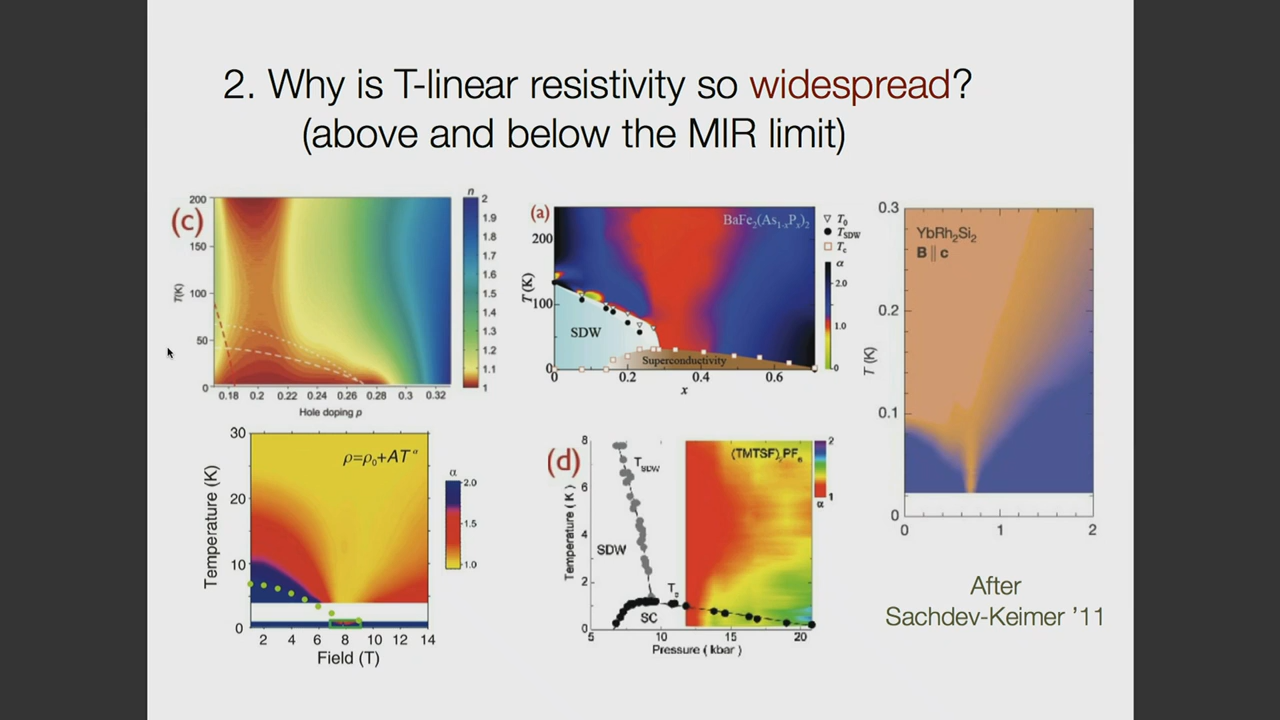 2. Why is T-linear resistivity so widespread?
(above and below the MIR limit)
(c)
n
200
150
100
50
0
T(K)
0.18 0.2 0.22 0.24 0.26 0.28 0.3 0.32
Hole doping p
2
1.9
1.8
1.7
1.6
1.5
1.4
1.3
1.2
1.1
1
(a)
BaFe2(As1-xPx)2
200
100
0
T(K)
SDW
Superconductivity
0 0.2 0.4 0.6
x
T0
TSDW
Tc
α
2.0
1.0
0
0.3
0.2
0.1
0
T (K)
YbRh2Si2
B || c
0 1 2
30
20
10
0
Temperature (K)
ρ=ρ0+ATα
2 4 6 8 10 12 14
Field (T)
α
2.0
1.5
1.0
(d)
8
6
4
2
0
Temperature ( K )
TSDW
SDW
SC
(TMTSF)2PF6
5 10 15 20
Pressure ( kbar )
2
1
α
After
Sachdev-Keimer '11